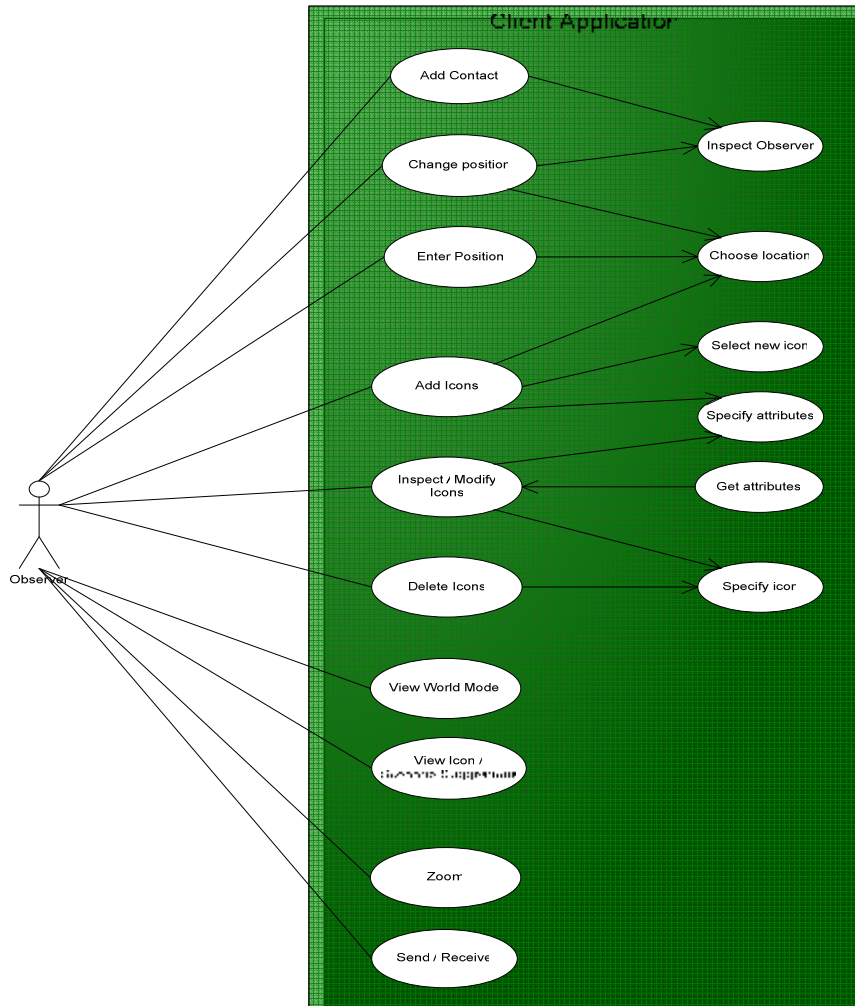 Client Application
Add Contact
Inspect Observer
Change position
Enter Position
Choose location
Select new icon
Add Icons
Specify attributes
Inspect / Modify
Icons
Get attributes
Observer
Delete Icons
Specify icon
View World Mode
View Icon /
Zoom
Send / Receive